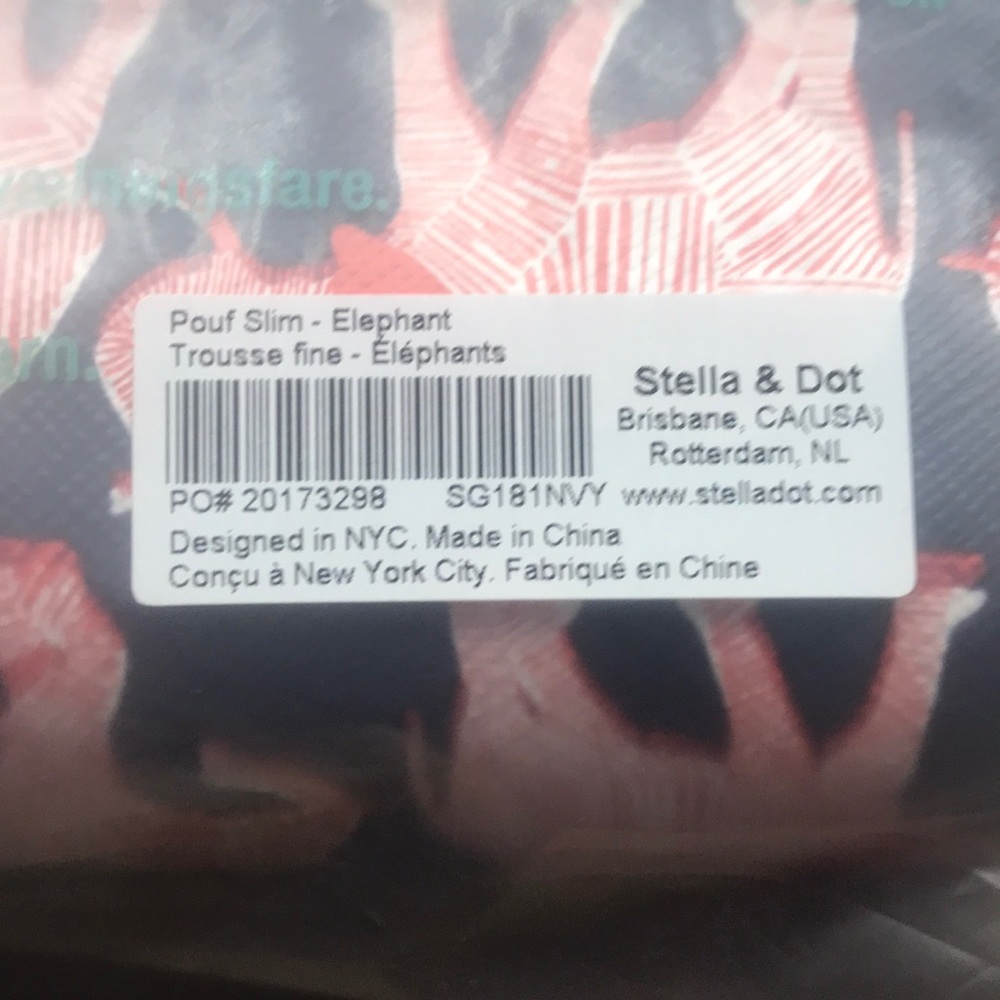 fare.
Pouf Slim - Elephant
Trousse fine - Éléphants
Stella & Dot
Brisbane, CA(USA)
Rotterdam, NL
PO# 20173298 SG181NVY www.stelladot.com
Designed in NYC. Made in China
Conçu à New York City. Fabriqué en Chine